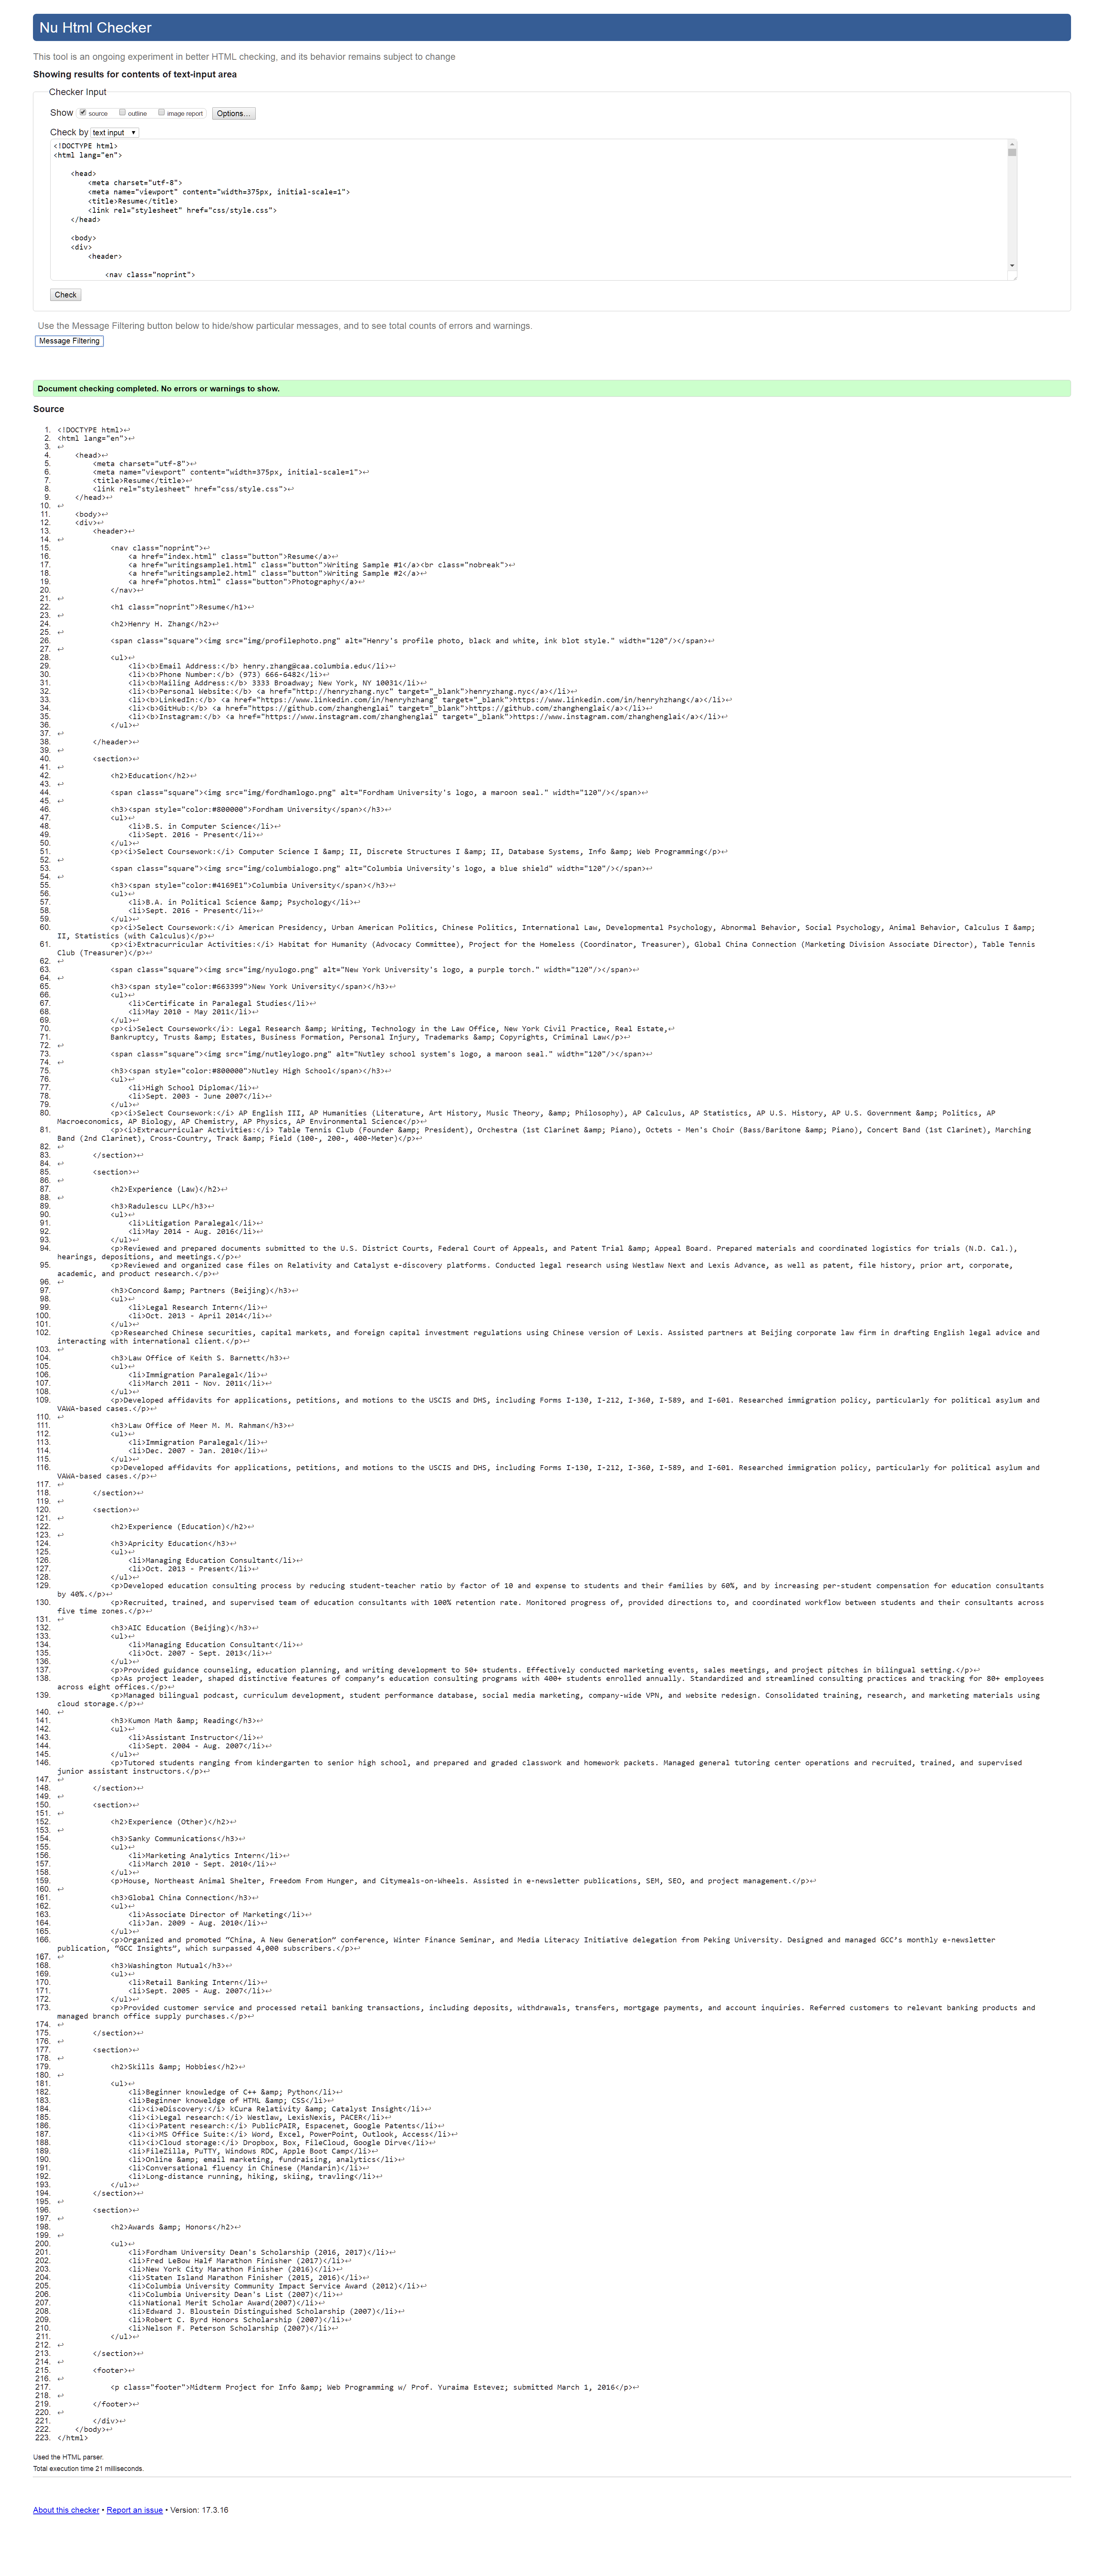 Nu Html Checker
This tool is an ongoing experiment in better HTML checking, and its behavior remains subject to change
Showing results for contents of text-input area
Checker Input
Show source outline image report Options...
Check by text input
<!DOCTYPE html>
<html lang="en">
<head>
<meta charset="utf-8">
<meta name="viewport" content="width=375px, initial-scale=1">
<title>Resume</title>
<link rel="stylesheet" href="css/style.css">
</head>
<body>
<div>
<header>
<nav class="noprint">
Check
Use the Message Filtering button below to hide/show particular messages, and to see total counts of errors and warnings.
Message Filtering
Document checking completed. No errors or warnings to show.
Source
1. <!DOCTYPE html>↩
2. <html lang="en">↩
3. ↩
4. <head>↩
5. <meta charset="utf-8">↩
6. <meta name="viewport" content="width=375px, initial-scale=1">↩
7. <title>Resume</title>↩
8. <link rel="stylesheet" href="css/style.css">↩
9. </head>↩
10. ↩
11. <body>↩
12. <div>↩
13. <header>↩
14. ↩
15. <nav class="noprint">↩
16. <a href="index.html" class="button">Resume</a>↩
17. <a href="writingsample1.html" class="button">Writing Sample #1</a><br class="nobreak">↩
18. <a href="writingsample2.html" class="button">Writing Sample #2</a>↩
19. <a href="photos.html" class="button">Photography</a>↩
20. </nav>↩
21. ↩
22. <h1 class="noprint">Resume</h1>↩
23. ↩
24. <h2>Henry H. Zhang</h2>↩
25. ↩
26. <span class="square"><img src="img/profilephoto.png" alt="Henry's profile photo, black and white, ink blot style." width="120"/></span>↩
27. ↩
28. <ul>↩
29. <li><b>Email Address:</b> henry.zhang@caa.columbia.edu</li>↩
30. <li><b>Phone Number:</b> (973) 666-6482</li>↩
31. <li><b>Mailing Address:</b> 3333 Broadway; New York, NY 10031</li>↩
32. <li><b>Personal Website:</b> <a href="http://henryzhang.nyc" target="_blank">henryzhang.nyc</a></li>↩
33. <li><b>LinkedIn:</b> <a href="https://www.linkedin.com/in/henryhzhang" target="_blank">https://www.linkedin.com/in/henryhzhang</a></li>↩
34. <li><b>GitHub:</b> <a href="https://github.com/zhanghenglai" target="_blank">https://github.com/zhanghenglai</a></li>↩
35. <li><b>Instagram:</b> <a href="https://www.instagram.com/zhanghenglai" target="_blank">https://www.instagram.com/zhanghenglai</a></li>↩
36. </ul>↩
37. ↩
38. </header>↩
39. ↩
40. <section>↩
41. ↩
42. <h2>Education</h2>↩
43. ↩
44. <span class="square"><img src="img/fordhamlogo.png" alt="Fordham University's logo, a maroon seal." width="120"/></span>↩
45. ↩
46. <h3><span style="color:#800000">Fordham University</span></h3>↩
47. <ul>↩
48. <li>B.S. in Computer Science</li>↩
49. <li>Sept. 2016 - Present</li>↩
50. </ul>↩
51. <p><i>Select Coursework:</i> Computer Science I &amp; II, Discrete Structures I &amp; II, Database Systems, Info &amp; Web Programming</p>↩
52. ↩
53. <span class="square"><img src="img/columbialogo.png" alt="Columbia University's logo, a blue shield" width="120"/></span>↩
54. ↩
55. <h3><span style="color:#4169E1">Columbia University</span></h3>↩
56. <ul>↩
57. <li>B.A. in Political Science &amp; Psychology</li>↩
58. <li>Sept. 2016 - Present</li>↩
59. </ul>↩
60. <p><i>Select Coursework:</i> American Presidency, Urban American Politics, Chinese Politics, International Law, Developmental Psychology, Abnormal Behavior, Social Psychology, Animal Behavior, Calculus I &amp;
II, Statistics (with Calculus)</p>↩
61. <p><i>Extracurricular Activities:</i> Habitat for Humanity (Advocacy Committee), Project for the Homeless (Coordinator, Treasurer), Global China Connection (Marketing Division Associate Director), Table Tennis
Club (Treasurer)</p>↩
62. ↩
63. <span class="square"><img src="img/nyulogo.png" alt="New York University's logo, a purple torch." width="120"/></span>↩
64. ↩
65. <h3><span style="color:#663399">New York University</span></h3>↩
66. <ul>↩
67. <li>Certificate in Paralegal Studies</li>↩
68. <li>May 2010 - May 2011</li>↩
69. </ul>↩
70. <p><i>Select Coursework</i>: Legal Research &amp; Writing, Technology in the Law Office, New York Civil Practice, Real Estate,↩
71. Bankruptcy, Trusts &amp; Estates, Business Formation, Personal Injury, Trademarks &amp; Copyrights, Criminal Law</p>↩
72. ↩
73. <span class="square"><img src="img/nutleylogo.png" alt="Nutley school system's logo, a maroon seal." width="120"/></span>↩
74. ↩
75. <h3><span style="color:#800000">Nutley High School</span></h3>↩
76. <ul>↩
77. <li>High School Diploma</li>↩
78. <li>Sept. 2003 - June 2007</li>↩
79. </ul>↩
80. <p><i>Select Coursework:</i> AP English III, AP Humanities (Literature, Art History, Music Theory, &amp; Philosophy), AP Calculus, AP Statistics, AP U.S. History, AP U.S. Government &amp; Politics, AP
Macroeconomics, AP Biology, AP Chemistry, AP Physics, AP Environmental Science</p>↩
81. <p><i>Extracurricular Activities:</i> Table Tennis Club (Founder &amp; President), Orchestra (1st Clarinet &amp; Piano), Octets - Men's Choir (Bass/Baritone &amp; Piano), Concert Band (1st Clarinet), Marching
Band (2nd Clarinet), Cross-Country, Track &amp; Field (100-, 200-, 400-Meter)</p>↩
82. ↩
83. </section>↩
84. ↩
85. <section>↩
86. ↩
87. <h2>Experience (Law)</h2>↩
88. ↩
89. <h3>Radulescu LLP</h3>↩
90. <ul>↩
91. <li>Litigation Paralegal</li>↩
92. <li>May 2014 - Aug. 2016</li>↩
93. </ul>↩
94. <p>Reviewed and prepared documents submitted to the U.S. District Courts, Federal Court of Appeals, and Patent Trial &amp; Appeal Board. Prepared materials and coordinated logistics for trials (N.D. Cal.),
hearings, depositions, and meetings.</p>↩
95. <p>Reviewed and organized case files on Relativity and Catalyst e-discovery platforms. Conducted legal research using Westlaw Next and Lexis Advance, as well as patent, file history, prior art, corporate,
academic, and product research.</p>↩
96. ↩
97. <h3>Concord &amp; Partners (Beijing)</h3>↩
98. <ul>↩
99. <li>Legal Research Intern</li>↩
100. <li>Oct. 2013 - April 2014</li>↩
101. </ul>↩
102. <p>Researched Chinese securities, capital markets, and foreign capital investment regulations using Chinese version of Lexis. Assisted partners at Beijing corporate law firm in drafting English legal advice and
interacting with international client.</p>↩
103. ↩
104. <h3>Law Office of Keith S. Barnett</h3>↩
105. <ul>↩
106. <li>Immigration Paralegal</li>↩
107. <li>March 2011 - Nov. 2011</li>↩
108. </ul>↩
109. <p>Developed affidavits for applications, petitions, and motions to the USCIS and DHS, including Forms I-130, I-212, I-360, I-589, and I-601. Researched immigration policy, particularly for political asylum and
VAWA-based cases.</p>↩
110. ↩
111. <h3>Law Office of Meer M. M. Rahman</h3>↩
112. <ul>↩
113. <li>Immigration Paralegal</li>↩
114. <li>Dec. 2007 - Jan. 2010</li>↩
115. </ul>↩
116. <p>Developed affidavits for applications, petitions, and motions to the USCIS and DHS, including Forms I-130, I-212, I-360, I-589, and I-601. Researched immigration policy, particularly for political asylum and
VAWA-based cases.</p>↩
117. ↩
118. </section>↩
119. ↩
120. <section>↩
121. ↩
122. <h2>Experience (Education)</h2>↩
123. ↩
124. <h3>Apricity Education</h3>↩
125. <ul>↩
126. <li>Managing Education Consultant</li>↩
127. <li>Oct. 2013 - Present</li>↩
128. </ul>↩
129. <p>Developed education consulting process by reducing student-teacher ratio by factor of 10 and expense to students and their families by 60%, and by increasing per-student compensation for education consultants
by 40%.</p>↩
130. <p>Recruited, trained, and supervised team of education consultants with 100% retention rate. Monitored progress of, provided directions to, and coordinated workflow between students and their consultants across
five time zones.</p>↩
131. ↩
132. <h3>AIC Education (Beijing)</h3>↩
133. <ul>↩
134. <li>Managing Education Consultant</li>↩
135. <li>Oct. 2007 - Sept. 2013</li>↩
136. </ul>↩
137. <p>Provided guidance counseling, education planning, and writing development to 50+ students. Effectively conducted marketing events, sales meetings, and project pitches in bilingual setting.</p>↩
138. <p>As project leader, shaped distinctive features of company's education consulting programs with 400+ students enrolled annually. Standardized and streamlined consulting practices and tracking for 80+ employees
across eight offices.</p>↩
139. <p>Managed bilingual podcast, curriculum development, student performance database, social media marketing, company-wide VPN, and website redesign. Consolidated training, research, and marketing materials using
cloud storage.</p>↩
140. ↩
141. <h3>Kumon Math &amp; Reading</h3>↩
142. <ul>↩
143. <li>Assistant Instructor</li>↩
144. <li>Sept. 2004 - Aug. 2007</li>↩
145. </ul>↩
146. <p>Tutored students ranging from kindergarten to senior high school, and prepared and graded classwork and homework packets. Managed general tutoring center operations and recruited, trained, and supervised
junior assistant instructors.</p>↩
147. ↩
148. </section>↩
149. ↩
150. <section>↩
151. ↩
152. <h2>Experience (Other)</h2>↩
153. ↩
154. <h3>Sanky Communications</h3>↩
155. <ul>↩
156. <li>Marketing Analytics Intern</li>↩
157. <li>March 2010 - Sept. 2010</li>↩
158. </ul>↩
159. <p>House, Northeast Animal Shelter, Freedom From Hunger, and Citymeals-on-Wheels. Assisted in e-newsletter publications, SEM, SEO, and project management.</p>↩
160. ↩
161. <h3>Global China Connection</h3>↩
162. <ul>↩
163. <li>Associate Director of Marketing</li>↩
164. <li>Jan. 2009 - Aug. 2010</li>↩
165. </ul>↩
166. <p>Organized and promoted “China, A New Generation” conference, Winter Finance Seminar, and Media Literacy Initiative delegation from Peking University. Designed and managed GCC’s monthly e-newsletter
publication, “GCC Insights”, which surpassed 4,000 subscribers.</p>↩
167. ↩
168. <h3>Washington Mutual</h3>↩
169. <ul>↩
170. <li>Retail Banking Intern</li>↩
171. <li>Sept. 2005 - Aug. 2007</li>↩
172. </ul>↩
173. <p>Provided customer service and processed retail banking transactions, including deposits, withdrawals, transfers, mortgage payments, and account inquiries. Referred customers to relevant banking products and
managed branch office supply purchases.</p>↩
174. ↩
175. </section>↩
176. ↩
177. <section>↩
178. ↩
179. <h2>Skills &amp; Hobbies</h2>↩
180. ↩
181. <ul>↩
182. <li>Beginner knowledge of C++ &amp; Python</li>↩
183. <li>Beginner knoweldge of HTML &amp; CSS</li>↩
184. <li><i>eDiscovery:</i> kCura Relativity &amp; Catalyst Insight</li>↩
185. <li><i>Legal research:</i> Westlaw, LexisNexis, PACER</li>↩
186. <li><i>Patent research:</i> PublicPAIR, Espacenet, Google Patents</li>↩
187. <li><i>MS Office Suite:</i> Word, Excel, PowerPoint, Outlook, Access</li>↩
188. <li><i>Cloud storage:</i> Dropbox, Box, FileCloud, Google Dirve</li>↩
189. <li>FileZilla, PuTTY, Windows RDC, Apple Boot Camp</li>↩
190. <li>Online &amp; email marketing, fundraising, analytics</li>↩
191. <li>Conversational fluency in Chinese (Mandarin)</li>↩
192. <li>Long-distance running, hiking, skiing, travling</li>↩
193. </ul>↩
194. </section>↩
195. ↩
196. <section>↩
197. ↩
198. <h2>Awards &amp; Honors</h2>↩
199. ↩
200. <ul>↩
201. <li>Fordham University Dean's Scholarship (2016, 2017)</li>↩
202. <li>Fred LeBow Half Marathon Finisher (2017)</li>↩
203. <li>New York City Marathon Finisher (2016)</li>↩
204. <li>Staten Island Marathon Finisher (2015, 2016)</li>↩
205. <li>Columbia University Community Impact Service Award (2012)</li>↩
206. <li>Columbia University Dean's List (2007)</li>↩
207. <li>National Merit Scholar Award(2007)</li>↩
208. <li>Edward J. Bloustein Distinguished Scholarship (2007)</li>↩
209. <li>Robert C. Byrd Honors Scholarship (2007)</li>↩
210. <li>Nelson F. Peterson Scholarship (2007)</li>↩
211. </ul>↩
212. ↩
213. </section>↩
214. ↩
215. <footer>↩
216. ↩
217. <p class="footer">Midterm Project for Info &amp; Web Programming w/ Prof. Yuraima Estevez; submitted March 1, 2016</p>↩
218. ↩
219. </footer>↩
220. ↩
221. </div>↩
222. </body>↩
223. </html>
Used the HTML parser.
Total execution time 21 milliseconds.
About this checker • Report an issue • Version: 17.3.16